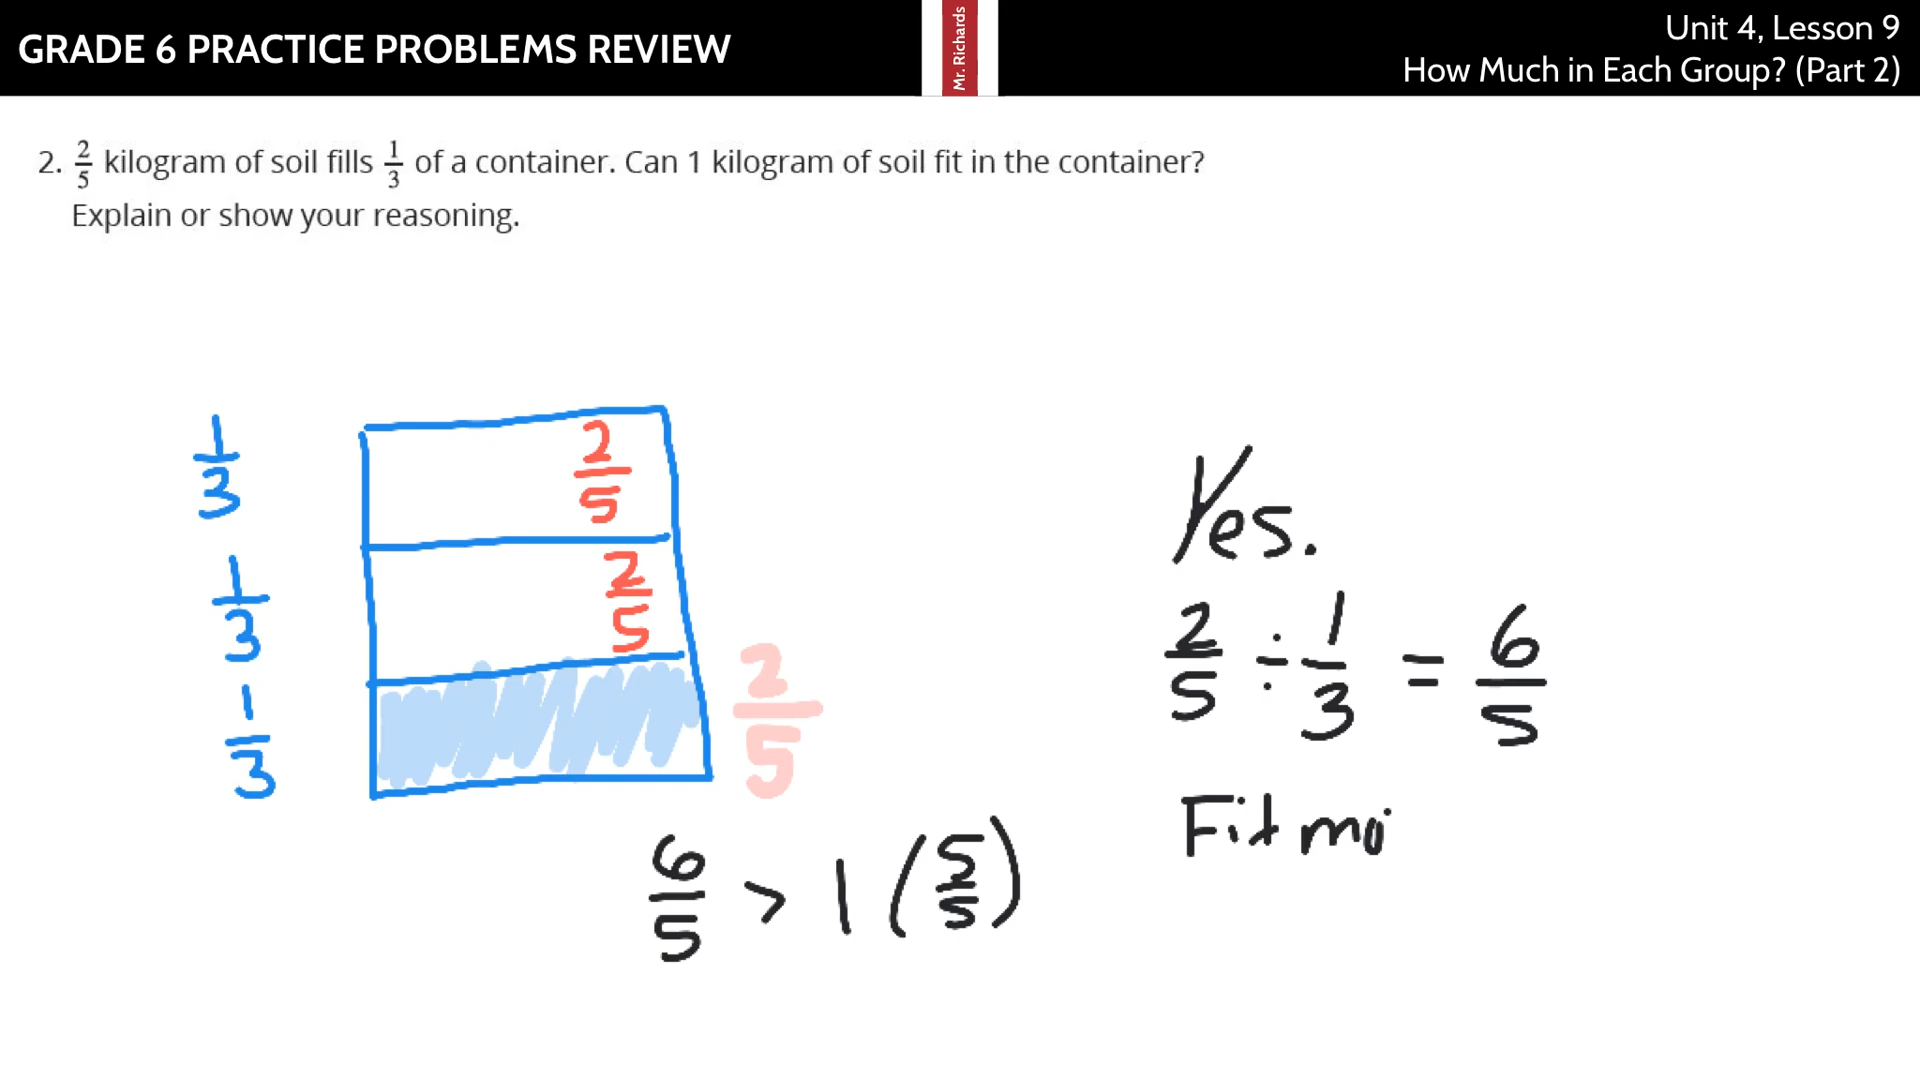 GRADE 6 PRACTICE PROBLEMS REVIEW
Mr. Richards
Unit 4, Lesson 9
How Much in Each Group? (Part 2)
2. 2/5 kilogram of soil fills 1/3 of a container. Can 1 kilogram of soil fit in the container?
Explain or show your reasoning.
1/3
2/5
1/3
2/5
1/3
2/5
6/5 > 1 (5/5)
Yes.
2/5 ÷ 1/3 = 6/5
Fit mo